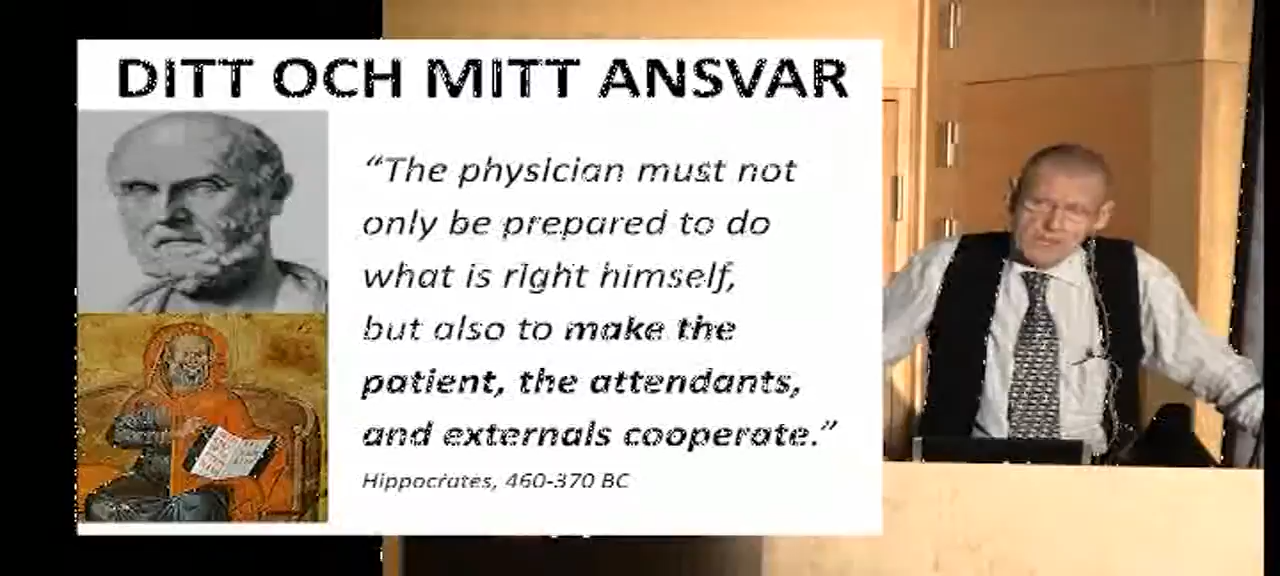 DITT OCH MITT ANSVAR
“The physician must not
only be prepared to do
what is right himself,
but also to make the
patient, the attendants,
and externals cooperate.”
Hippocrates, 460-370 BC